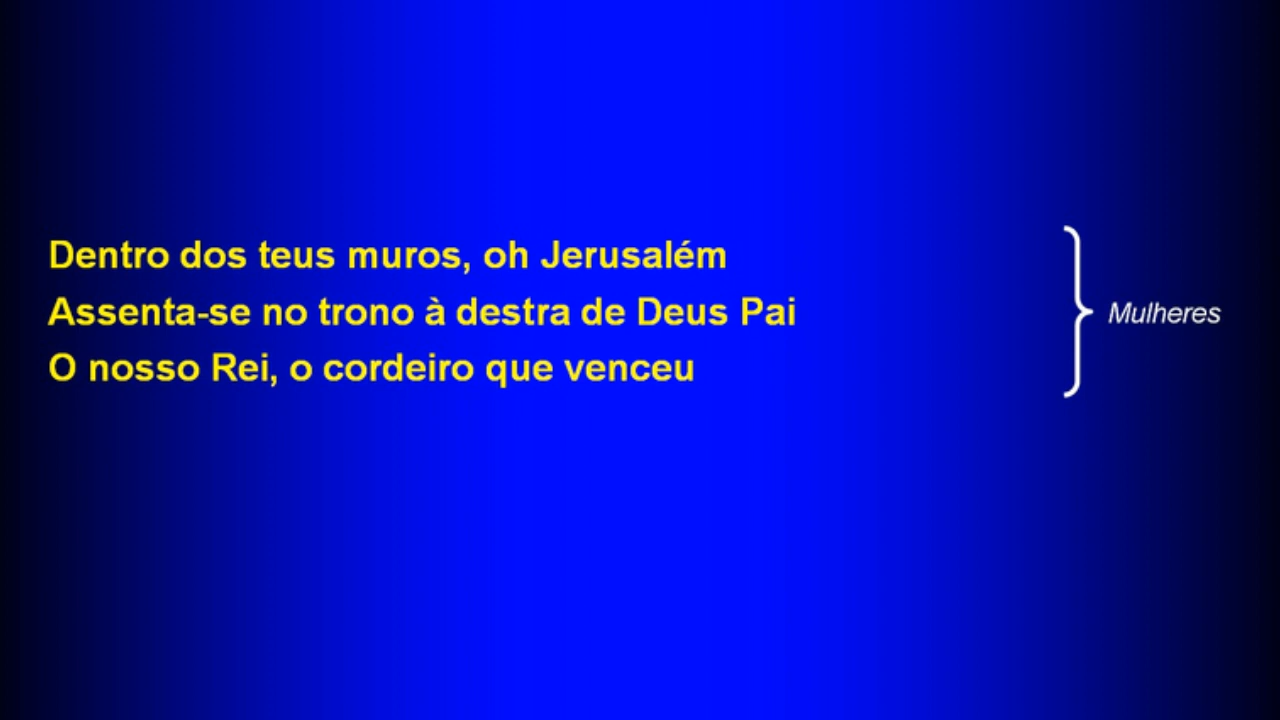 Dentro dos teus muros, oh Jerusalém
Assenta-se no trono à destra de Deus Pai
O nosso Rei, o cordeiro que venceu
Mulheres